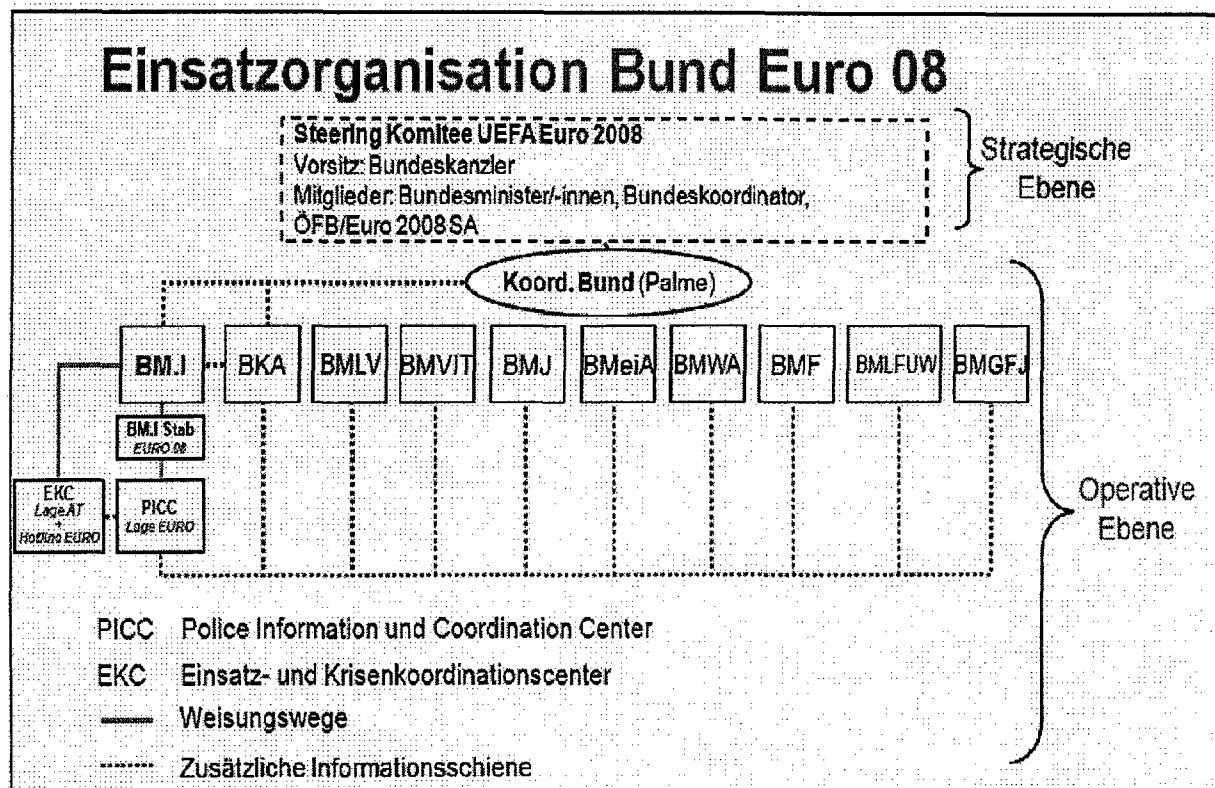 Einsatzorganisation Bund Euro 08
Steering Komitee UEFA Euro 2008
Vorsitz: Bundeskanzler
Mitglieder: Bundesminister/-innen, Bundeskoordinator,
ÖFB/Euro 2008 SA
Strategische
Ebene
Koord. Bund (Palme)
BM.I
BKA
BMLV
BMVIT
BMJ
BMeiA
BMWA
BMF
BMLFUW
BMGFJ
BM.I Stab
EURO 08
EKC
Lage AT
+
Hotline EURO
PICC
Lage EURO
Operative
Ebene
PICC Police Information und Coordination Center
EKC Einsatz- und Krisenkoordinationscenter
Weisungswege
Zusätzliche Informationsschiene